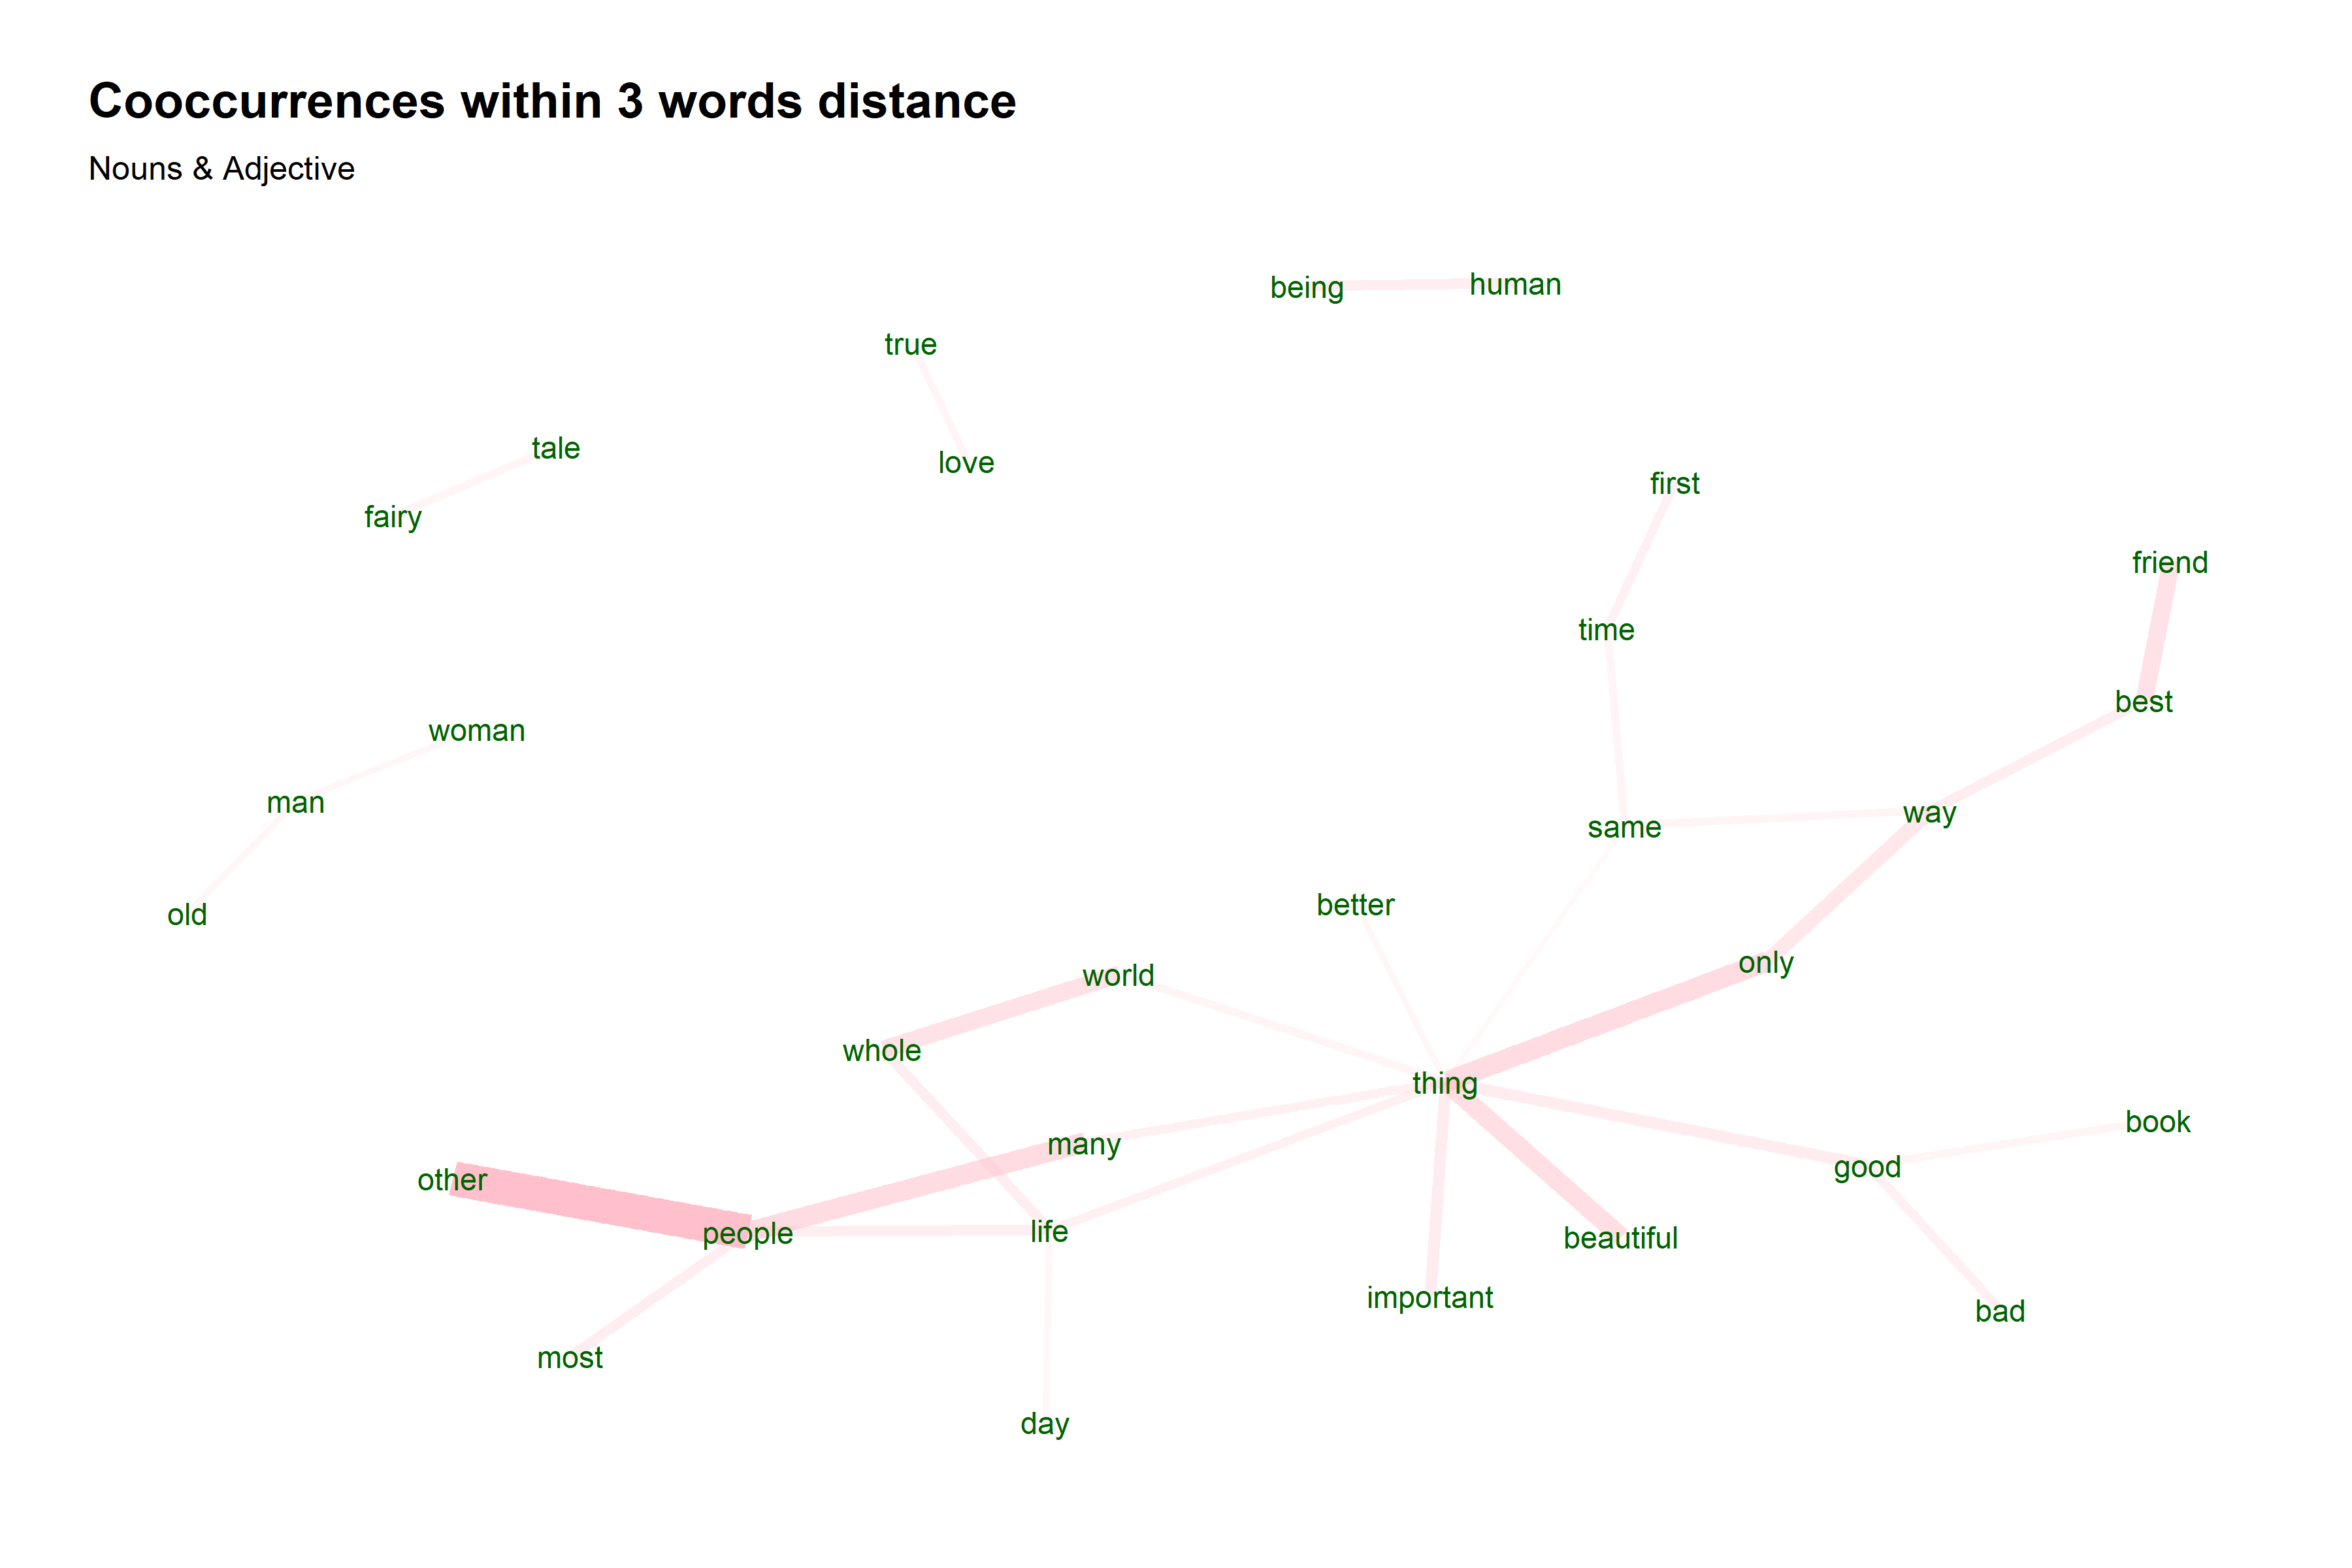 Cooccurrences within 3 words distance
Nouns & Adjective
being human
true
tale
love
fairy
first
friend
time
best
woman
man
way
same
old
better
only
world
whole
thing
book
many
good
other
people
life
beautiful
important
bad
most
day